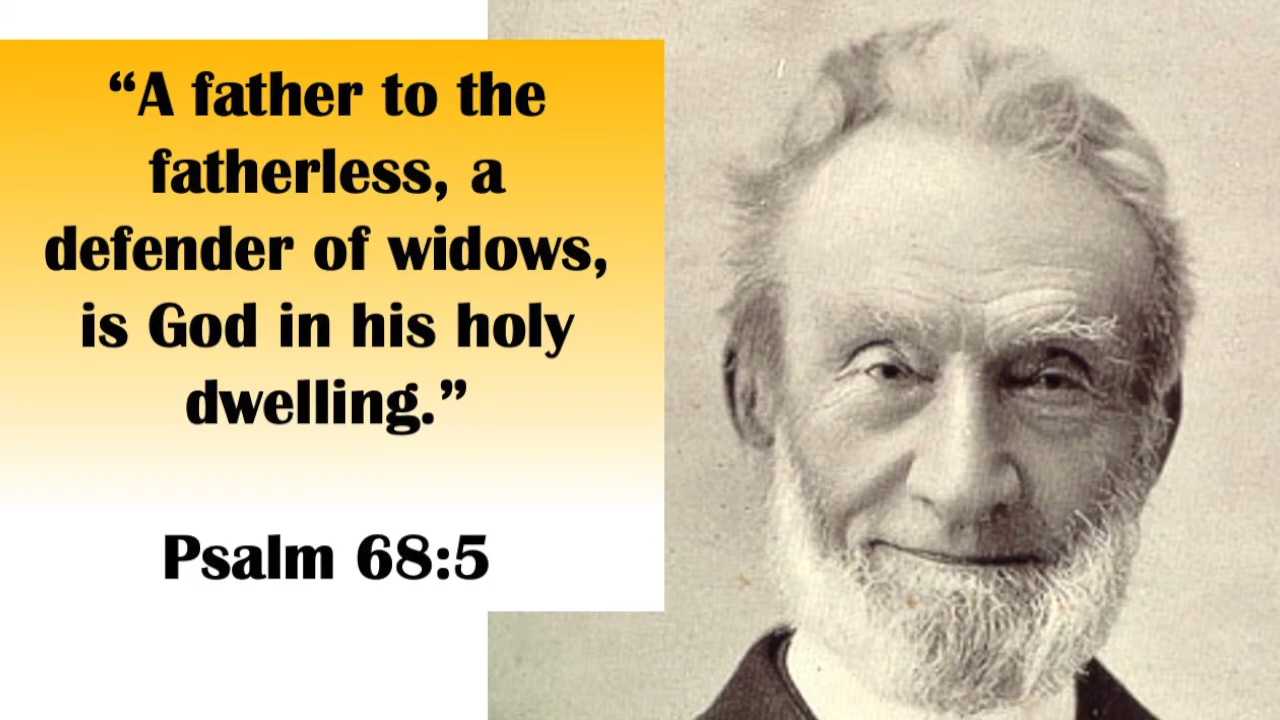 “A father to the
fatherless, a
defender of widows,
is God in his holy
dwelling.”
Psalm 68:5